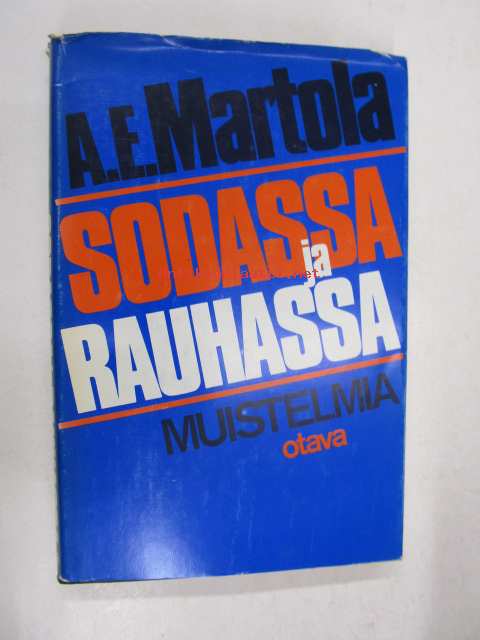 A.E. Martola
SODASSA
ja
RAUHASSA
MUISTELMIA
otava